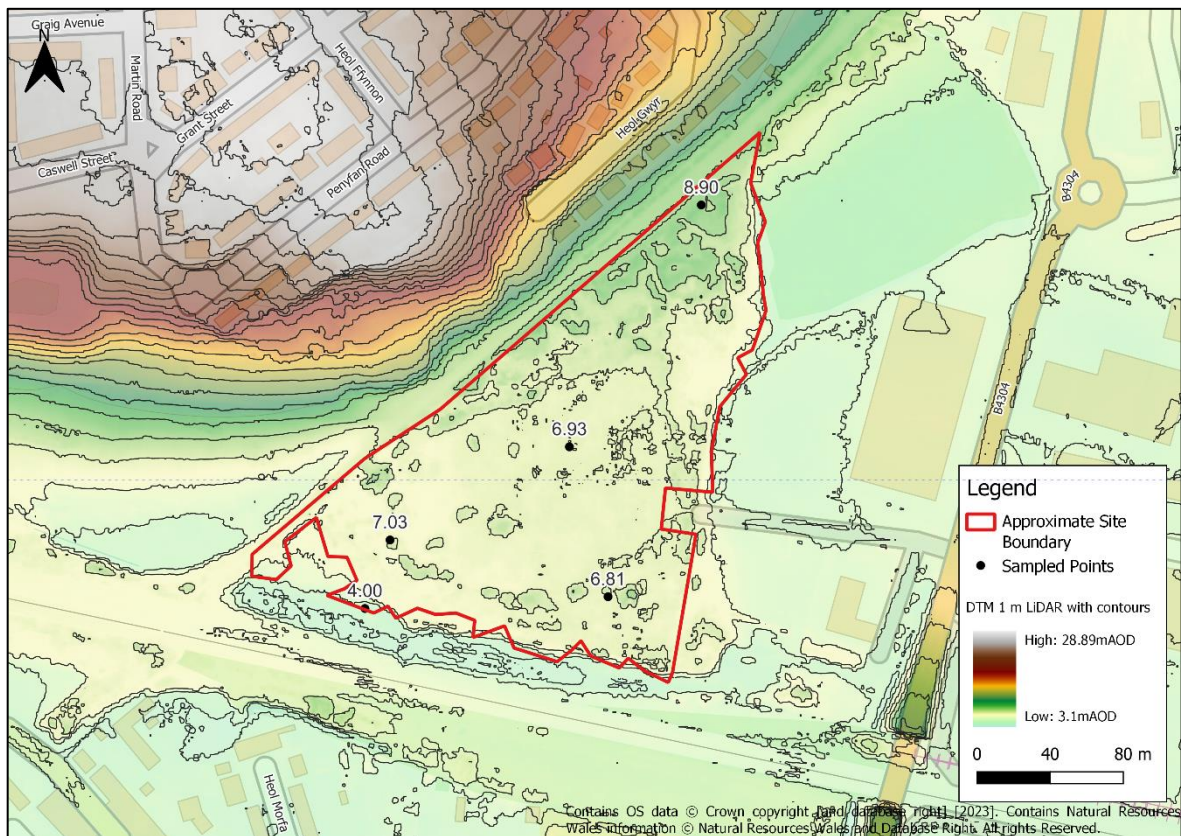 Graig Avenue
N
Martin Road
Heol Ffynnon
Grant Street
Caswell Street
Penyfan Road
Heol Gwyr
8.90
B4304
6.93
B4304
7.03
6.81
4.00
Heol Morfa
Legend
Approximate Site
Boundary
Sampled Points
DTM 1 m LiDAR with contours
High: 28.89mAOD
Low: 3.1mAOD
0 40 80 m
Contains OS data © Crown copyright [and database right] [2023]. Contains Natural Resources
Wales information © Natural Resources Wales and Database Right. All rights Reserved.